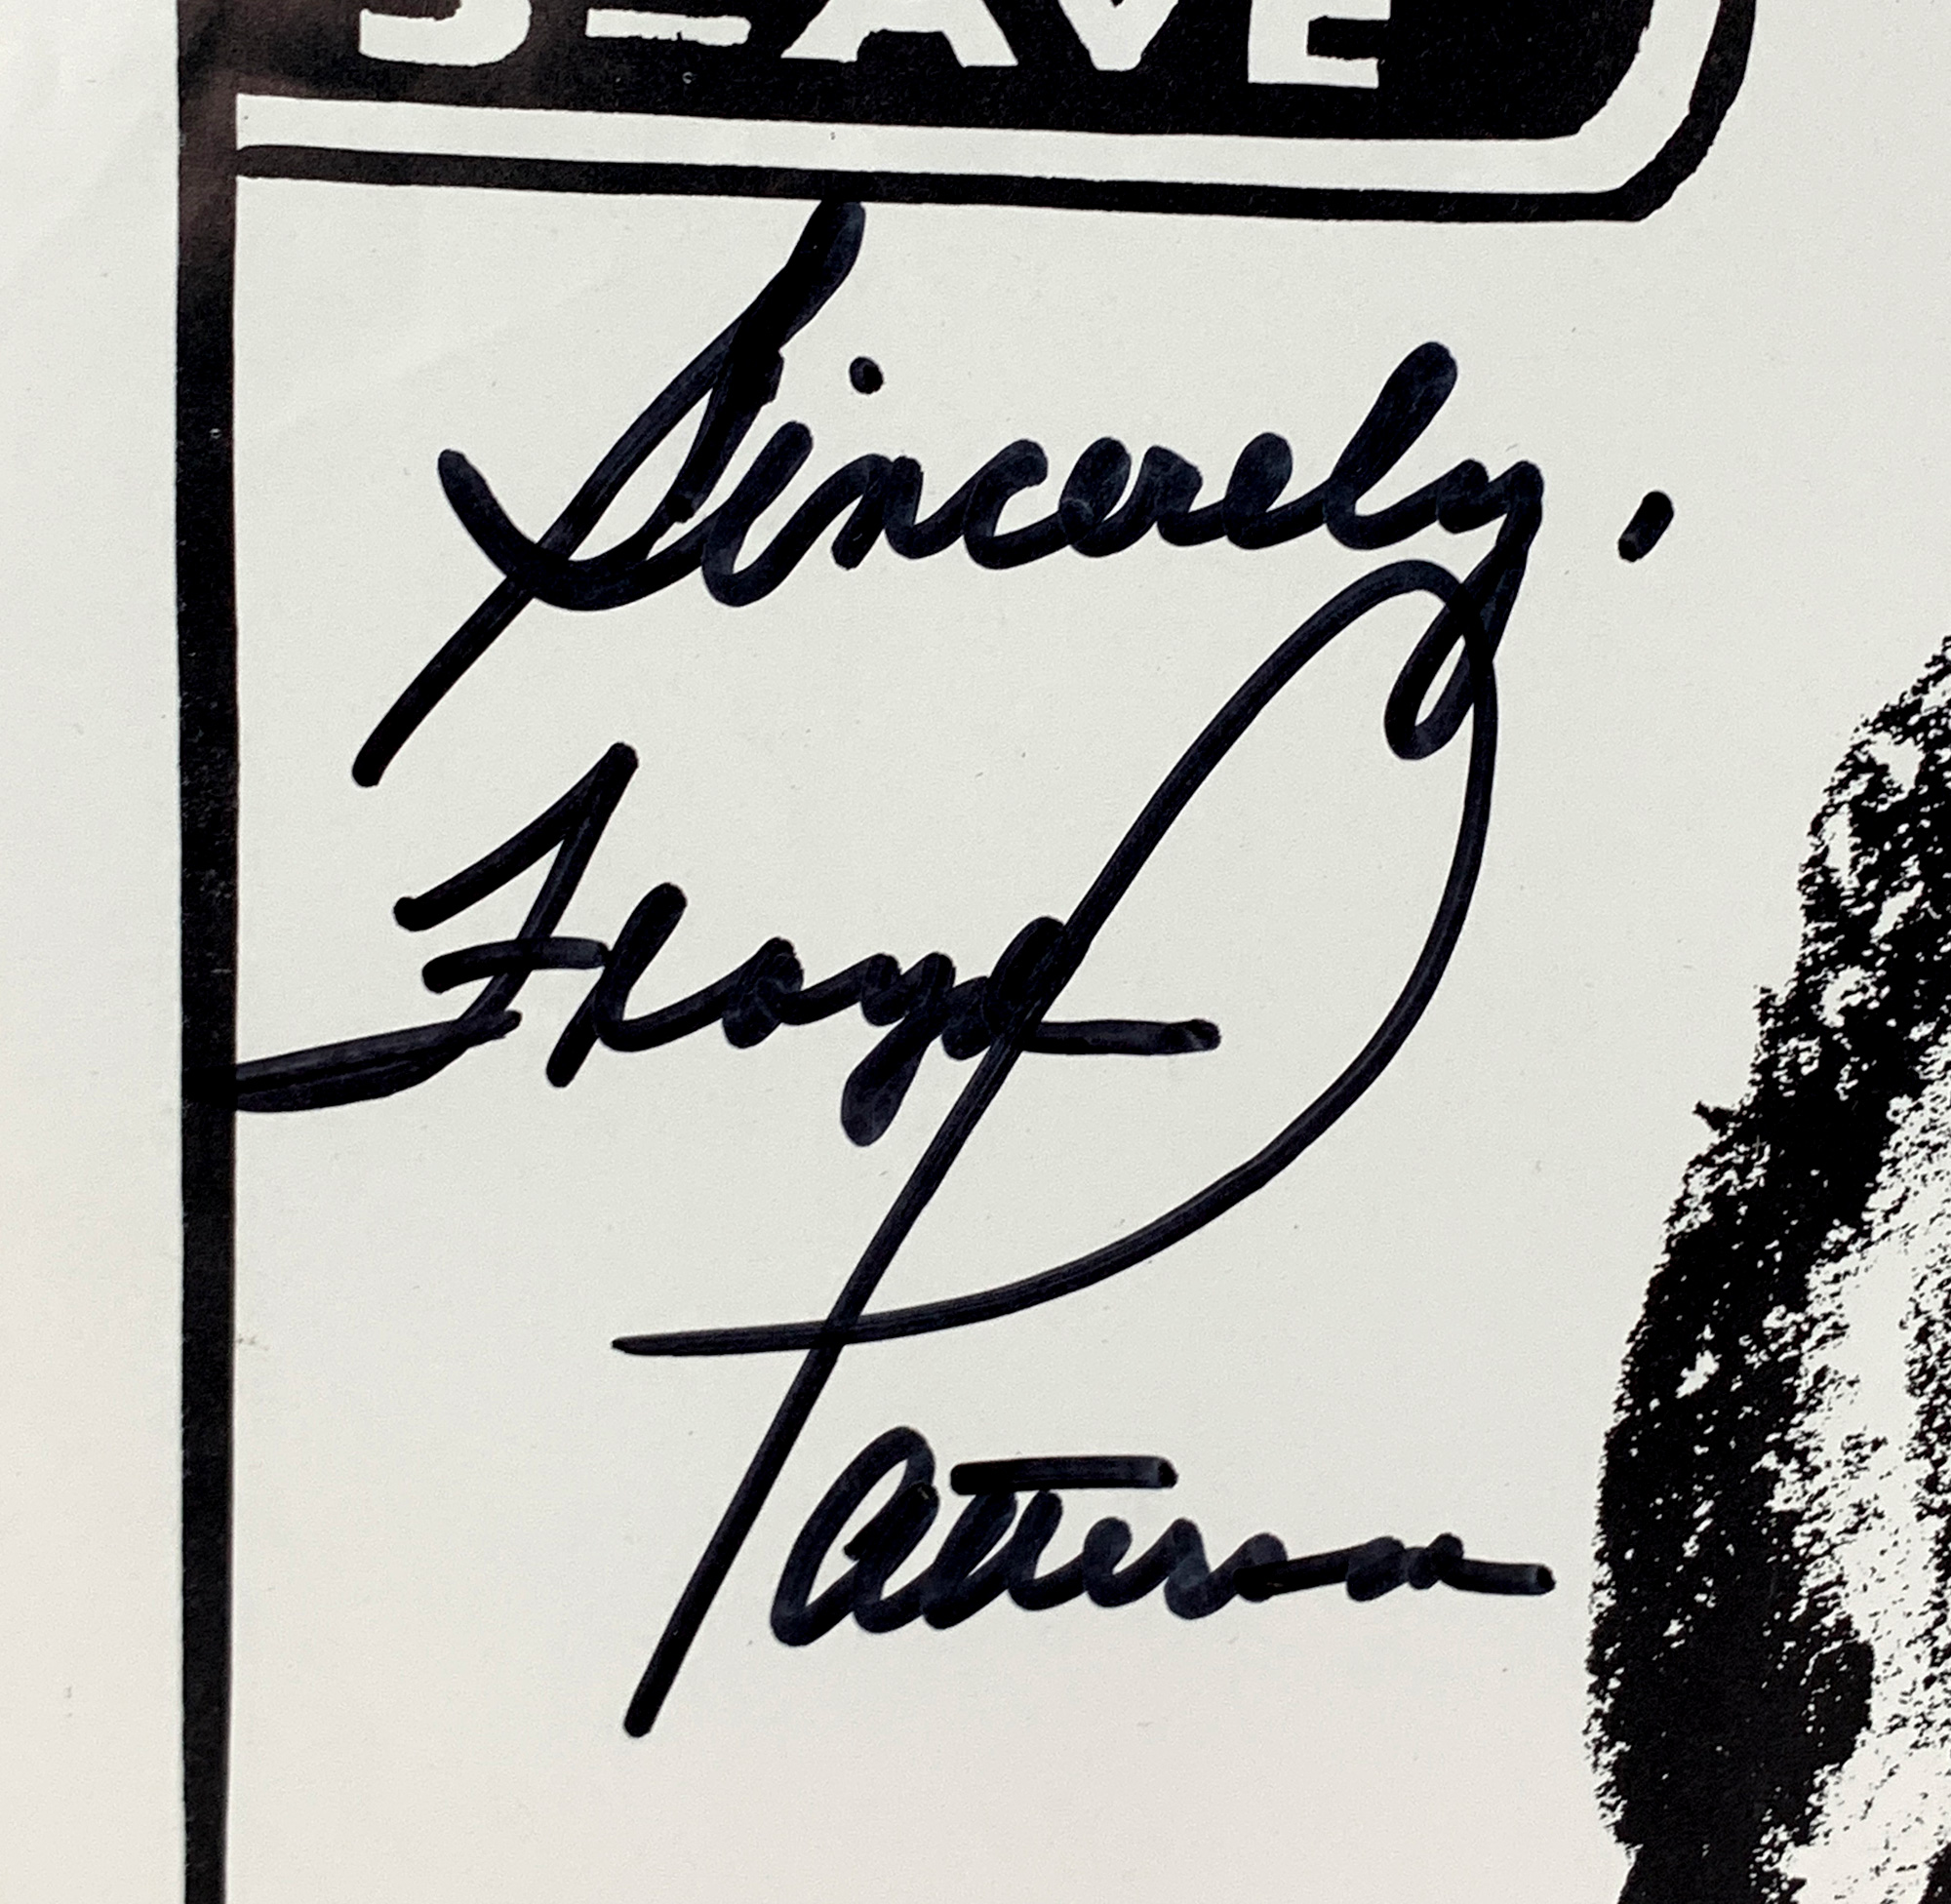 Sincerely,
Floyd
Patterson